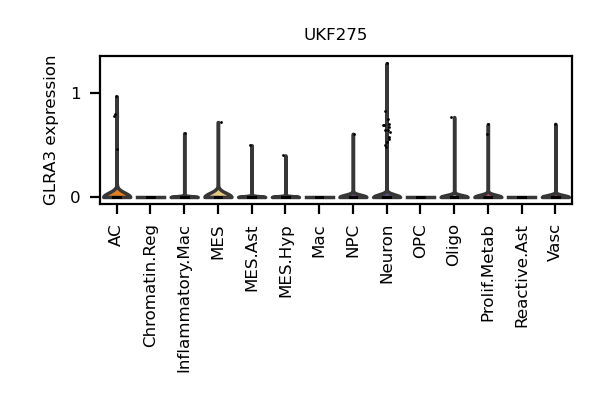 UKF275
GLRA3 expression
1
0
AC
Chromatin.Reg
Inflammatory.Mac
MES
MES.Ast
MES.Hyp
Mac
NPC
Neuron
OPC
Oligo
Prolif.Metab
Reactive.Ast
Vasc